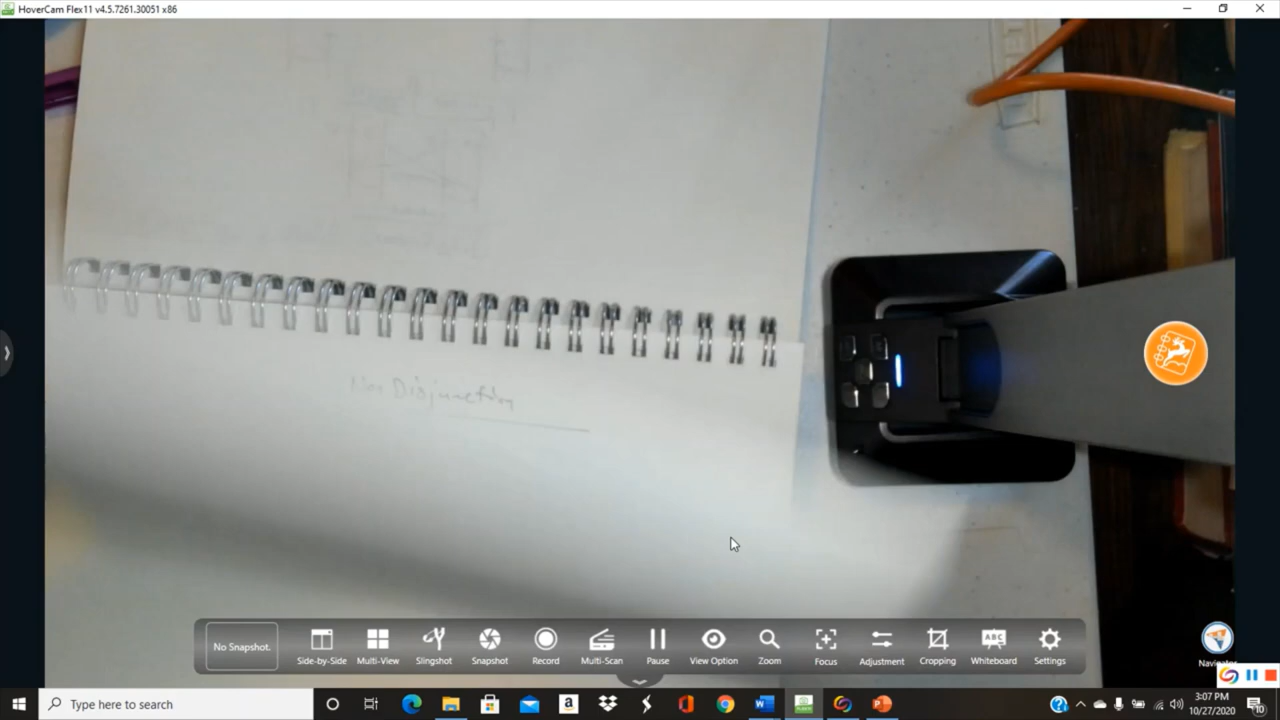 HoverCam Flex11 v4.5.7261.30051 x86
Non Disjunction
No Snapshot.
Side-by-Side
Multi-View
Slingshot
Snapshot
Record
Multi-Scan
Pause
View Option
Zoom
Focus
Adjustment
Cropping
ABC
Whiteboard
Settings
Type here to search
3:07 PM
10/27/2020
10